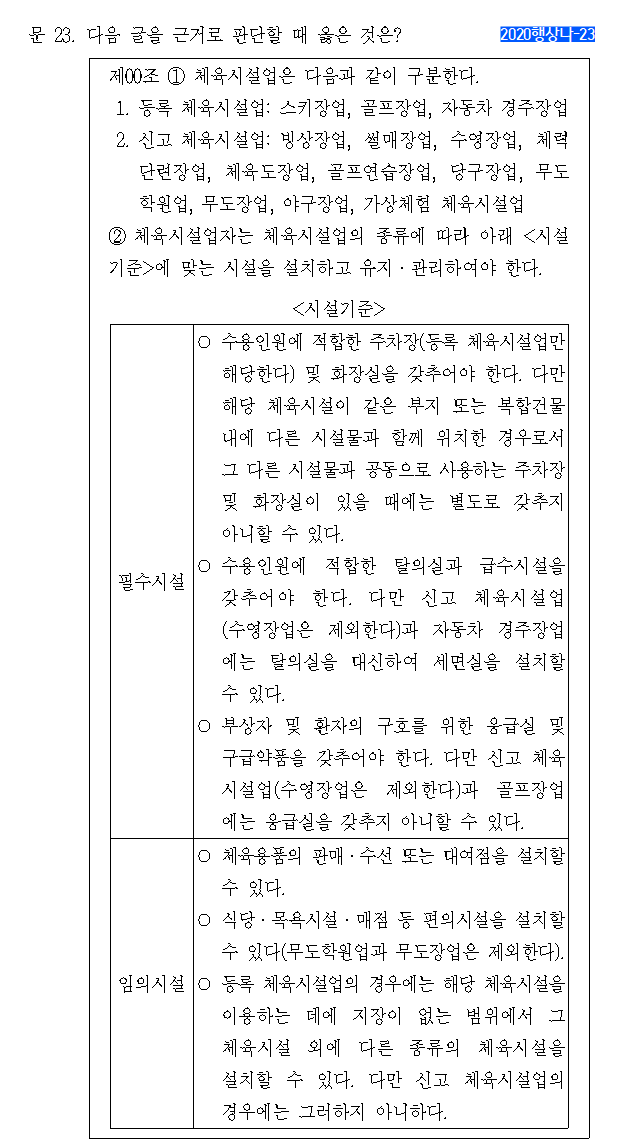 문 23. 다음 글을 근거로 판단할 때 옳은 것은?
2020행상나-23
제00조 ① 체육시설업은 다음과 같이 구분한다.
1. 등록 체육시설업: 스키장업, 골프장업, 자동차 경주장업
2. 신고 체육시설업: 빙상장업, 썰매장업, 수영장업, 체력
단련장업, 체육도장업, 골프연습장업, 당구장업, 무도
학원업, 무도장업, 야구장업, 가상체험 체육시설업
② 체육시설업자는 체육시설업의 종류에 따라 아래 <시설
기준>에 맞는 시설을 설치하고 유지·관리하여야 한다.
<시설기준>
필수시설
○ 수용인원에 적합한 주차장(등록 체육시설업만
해당한다) 및 화장실을 갖추어야 한다. 다만
해당 체육시설이 같은 부지 또는 복합건물
내에 다른 시설물과 함께 위치한 경우로서
그 다른 시설물과 공동으로 사용하는 주차장
및 화장실이 있을 때에는 별도로 갖추지
아니할 수 있다.
○ 수용인원에 적합한 탈의실과 급수시설을
갖추어야 한다. 다만 신고 체육시설업
(수영장업은 제외한다)과 자동차 경주장업
에는 탈의실을 대신하여 세면실을 설치할
수 있다.
○ 부상자 및 환자의 구호를 위한 응급실 및
구급약품을 갖추어야 한다. 다만 신고 체육
시설업(수영장업은 제외한다)과 골프장업
에는 응급실을 갖추지 아니할 수 있다.
임의시설
○ 체육용품의 판매·수선 또는 대여점을 설치할
수 있다.
○ 식당·목욕시설·매점 등 편의시설을 설치할
수 있다(무도학원업과 무도장업은 제외한다).
○ 등록 체육시설업의 경우에는 해당 체육시설을
이용하는 데에 지장이 없는 범위에서 그
체육시설 외에 다른 종류의 체육시설을
설치할 수 있다. 다만 신고 체육시설업의
경우에는 그러하지 아니하다.